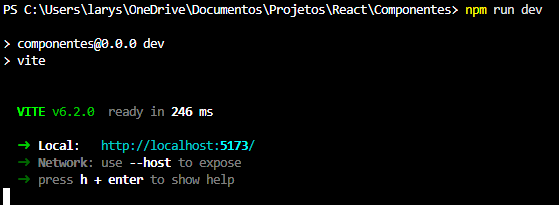 PS C:\Users\larys\OneDrive\Documentos\Projetos\React\Componentes> npm run dev
> componentes@0.0.0 dev
> vite
VITE v6.2.0  ready in 246 ms
➜  Local:   http://localhost:5173/
➜  Network: use --host to expose
➜  press h + enter to show help